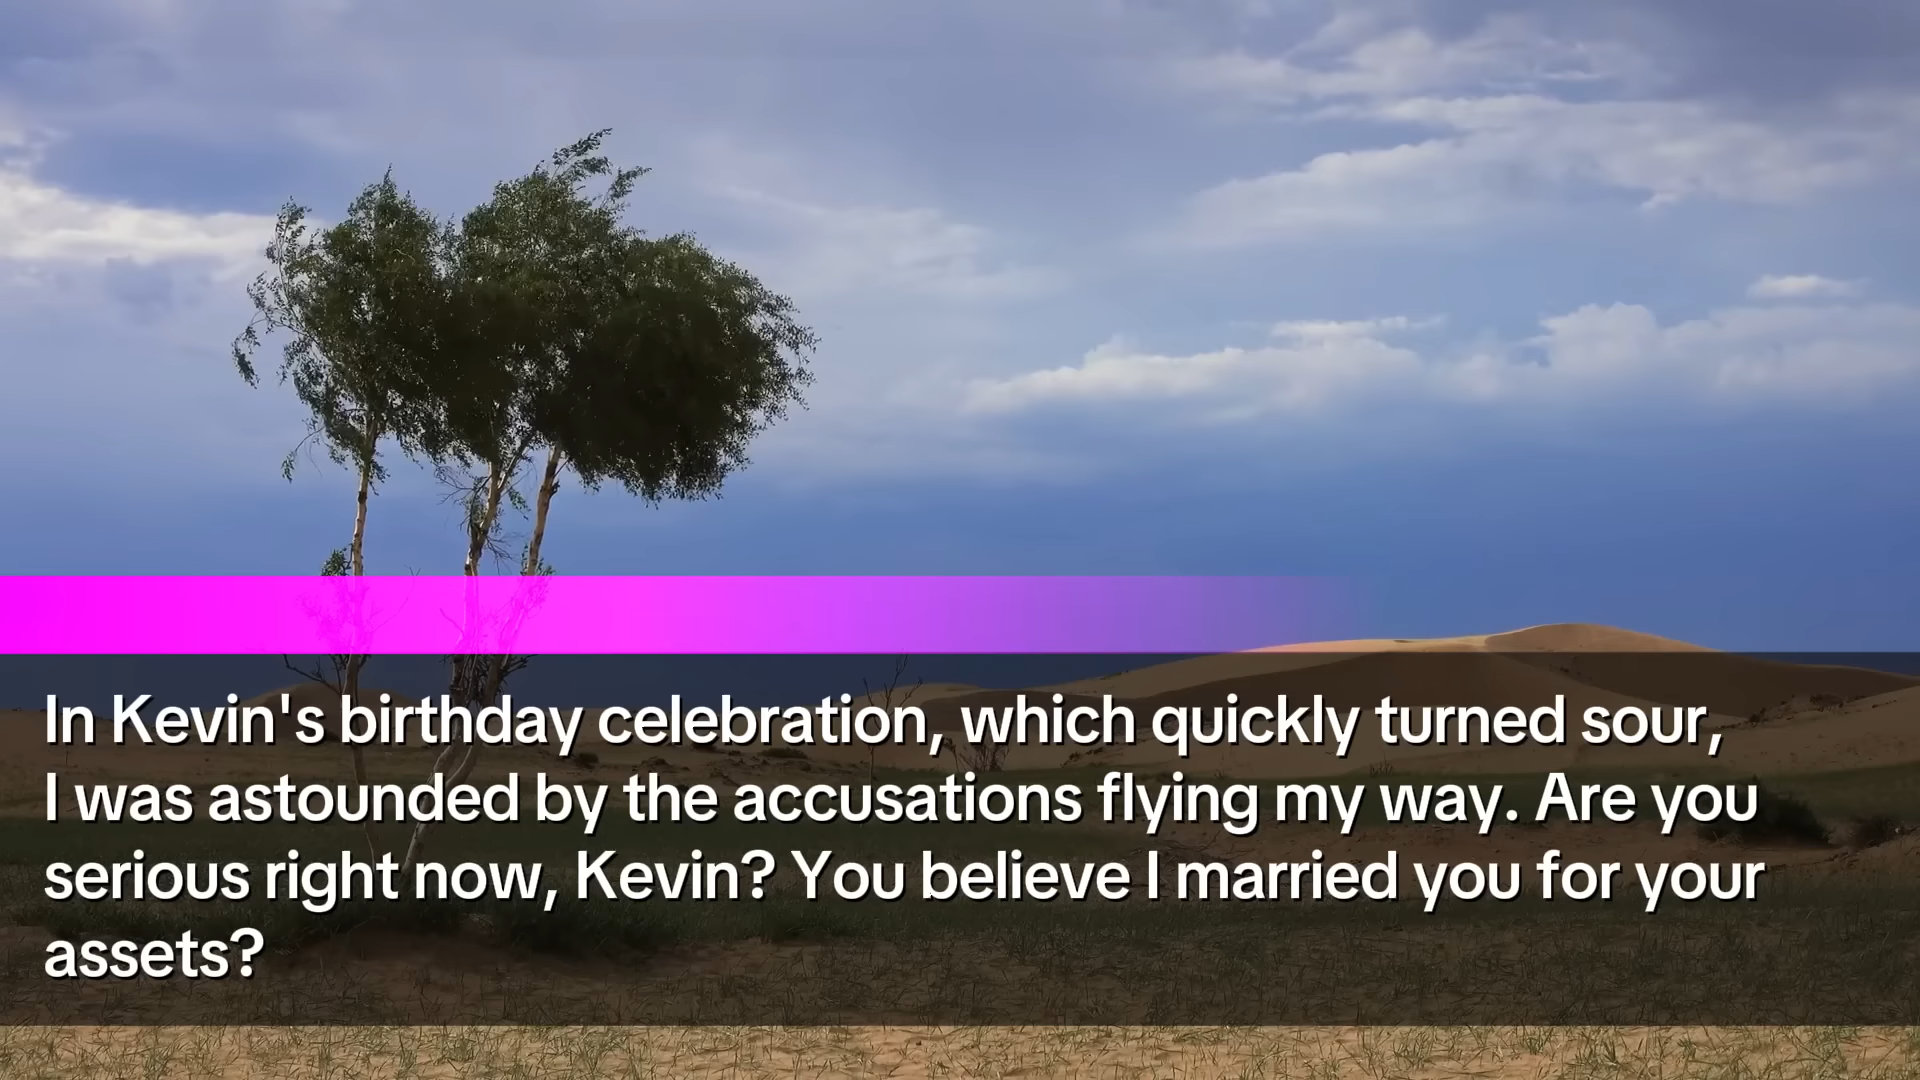 In Kevin's birthday celebration, which quickly turned sour,
I was astounded by the accusations flying my way. Are you
serious right now, Kevin? You believe I married you for your
assets?